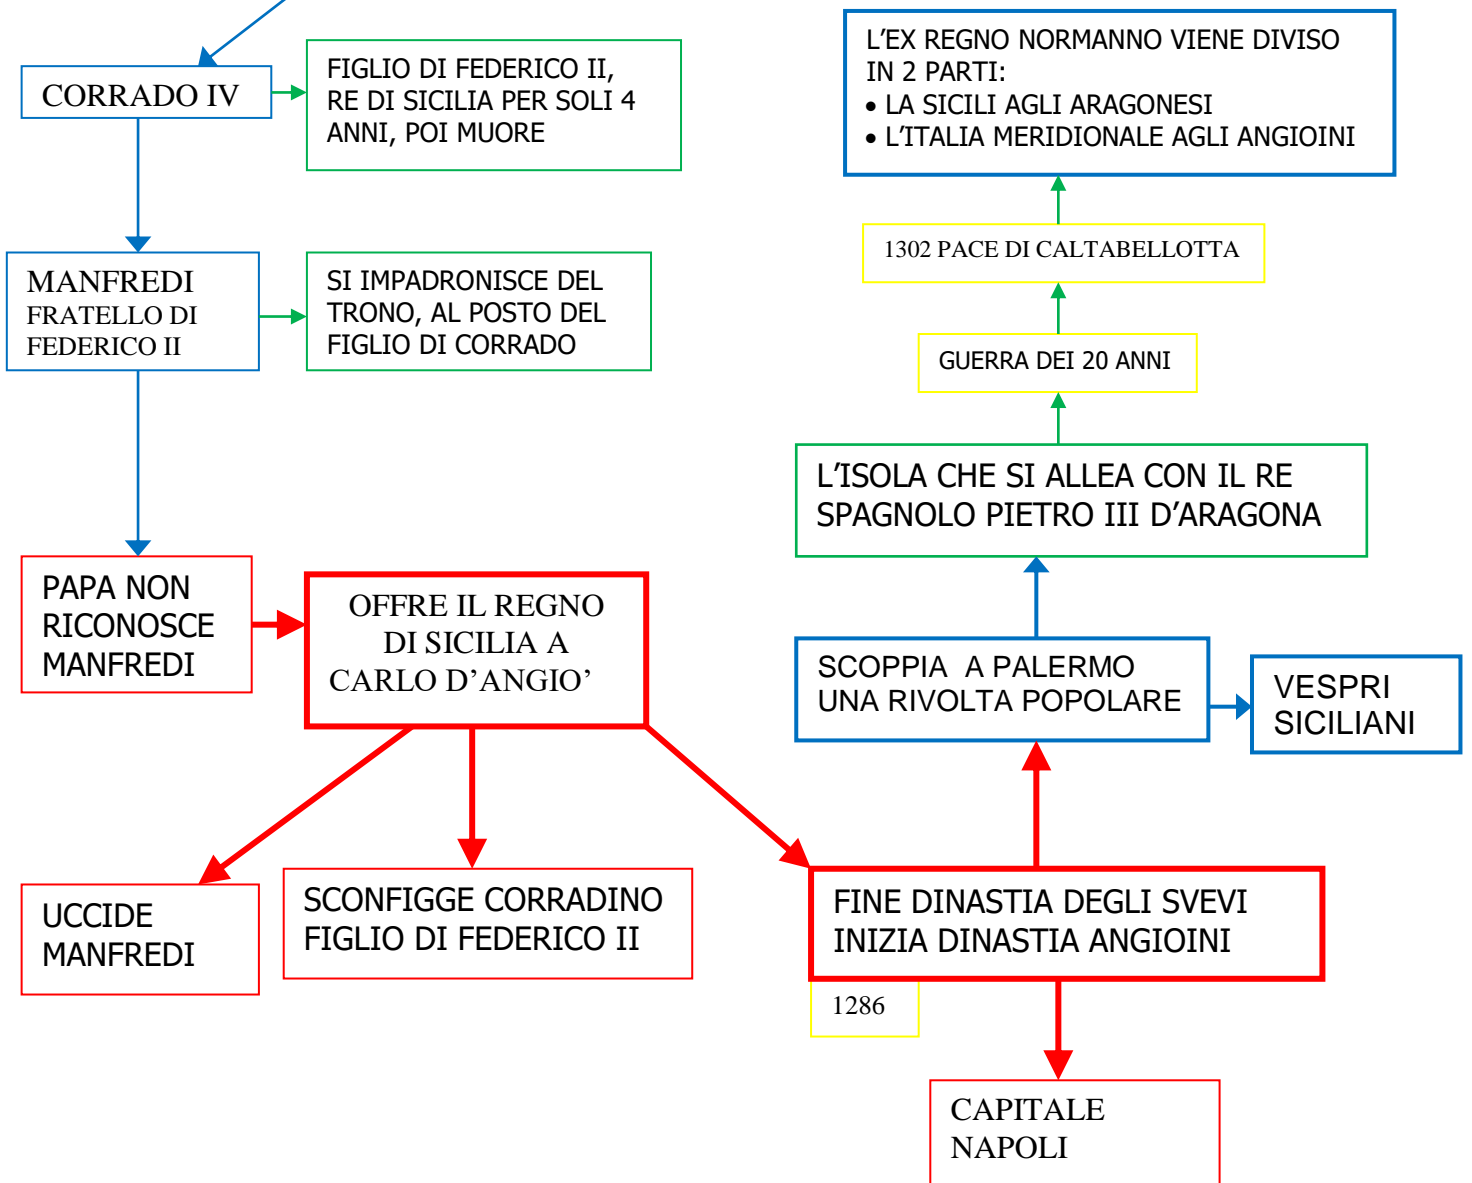 CORRADO IV
FIGLIO DI FEDERICO II,
RE DI SICILIA PER SOLI 4
ANNI, POI MUORE
MANFREDI
FRATELLO DI
FEDERICO II
SI IMPADRONISCE DEL
TRONO, AL POSTO DEL
FIGLIO DI CORRADO
PAPA NON
RICONOSCE
MANFREDI
OFFRE IL REGNO
DI SICILIA A
CARLO D’ANGIO’
UCCIDE
MANFREDI
SCONFIGGE CORRADINO
FIGLIO DI FEDERICO II
FINE DINASTIA DEGLI SVEVI
INIZIA DINASTIA ANGIOINI
1286
CAPITALE
NAPOLI
SCOPPIA  A PALERMO
UNA RIVOLTA POPOLARE
VESPRI
SICILIANI
L’ISOLA CHE SI ALLEA CON IL RE
SPAGNOLO PIETRO III D’ARAGONA
GUERRA DEI 20 ANNI
1302 PACE DI CALTABELLOTTA
L’EX REGNO NORMANNO VIENE DIVISO
IN 2 PARTI:
• LA SICILI AGLI ARAGONESI
• L’ITALIA MERIDIONALE AGLI ANGIOINI